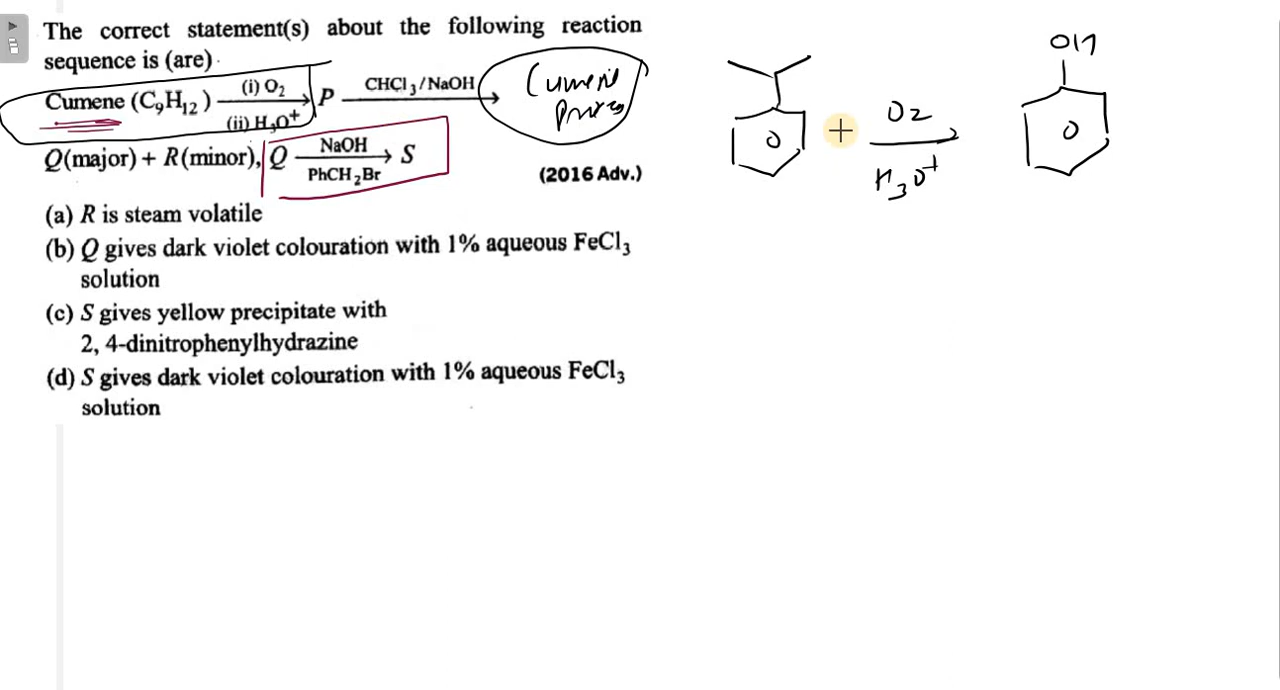 The correct statement(s) about the following reaction
sequence is (are)
Cumene (C₉H₁₂) (i) O₂ (ii) H₃O⁺ → P CHCl₃/NaOH →
Q(major) + R(minor), Q NaOH PhCH₂Br → S
(2016 Adv.)
(a) R is steam volatile
(b) Q gives dark violet colouration with 1% aqueous FeCl₃
solution
(c) S gives yellow precipitate with
2, 4-dinitrophenylhydrazine
(d) S gives dark violet colouration with 1% aqueous FeCl₃
solution
Cumene
+ O₂ H₃O⁺ →
OH